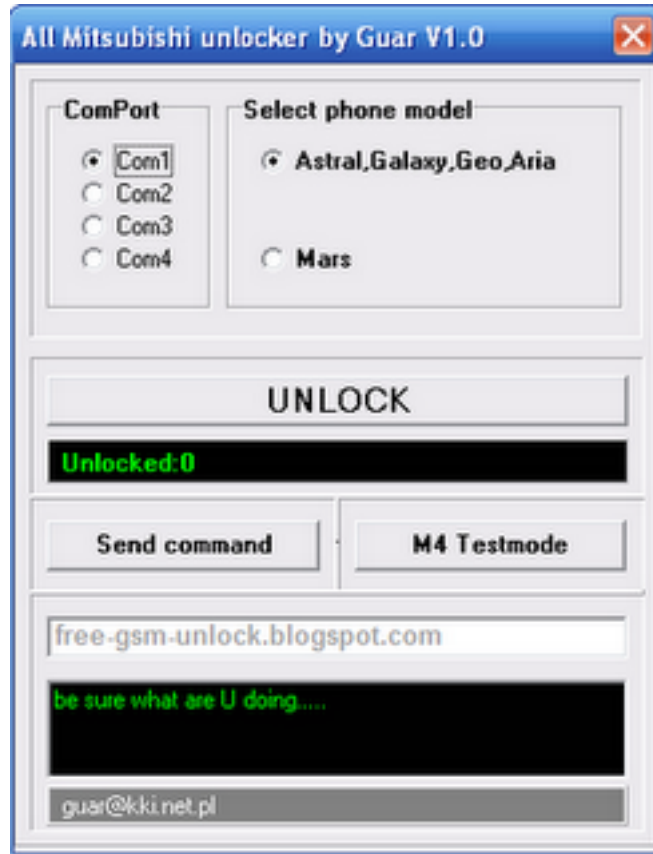 All Mitsubishi unlocker by Guar V1.0
ComPort
Com1
Com2
Com3
Com4
Select phone model
Astral,Galaxy,Geo,Aria
Mars
UNLOCK
Unlocked:0
Send command
M4 Testmode
free-gsm-unlock.blogspot.com
be sure what are U doing.....
guar@kki.net.pl